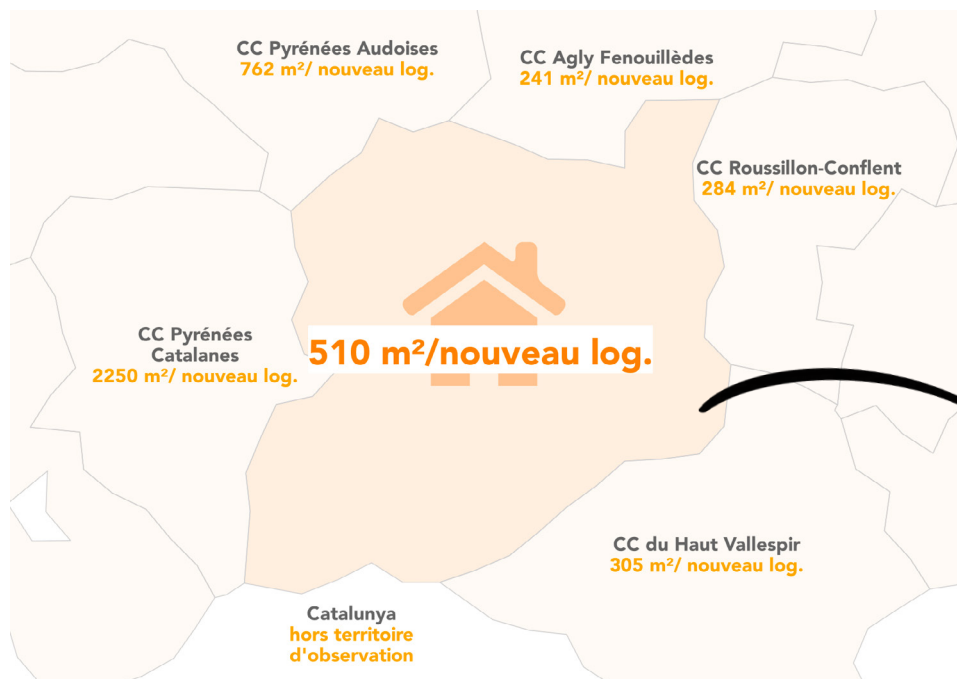 CC Pyrénées Audoises
762 m²/ nouveau log.
CC Agly Fenouillèdes
241 m²/ nouveau log.
CC Roussillon-Conflent
284 m²/ nouveau log.
CC Pyrénées
Catalanes
2250 m²/ nouveau log.
510 m²/nouveau log.
CC du Haut Vallespir
305 m²/ nouveau log.
Catalunya
hors territoire
d'observation